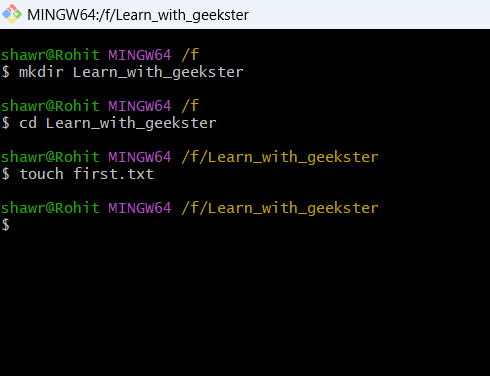 MINGW64:/f/Learn_with_geekster
shawr@Rohit MINGW64 /f
$ mkdir Learn_with_geekster
shawr@Rohit MINGW64 /f
$ cd Learn_with_geekster
shawr@Rohit MINGW64 /f/Learn_with_geekster
$ touch first.txt
shawr@Rohit MINGW64 /f/Learn_with_geekster
$